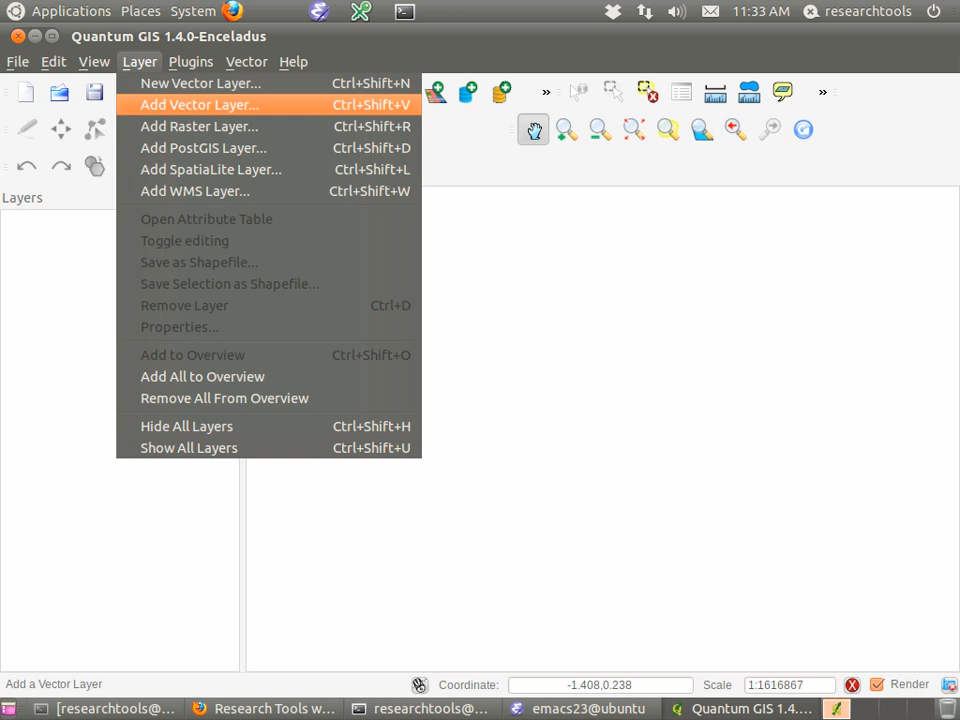 Applications Places System 11:33 AM researchtools
Quantum GIS 1.4.0-Enceladus
File Edit View Layer Plugins Vector Help
New Vector Layer... Ctrl+Shift+N
Add Vector Layer... Ctrl+Shift+V
Add Raster Layer... Ctrl+Shift+R
Add PostGIS Layer... Ctrl+Shift+D
Add SpatiaLite Layer... Ctrl+Shift+L
Add WMS Layer... Ctrl+Shift+W
Layers
Open Attribute Table
Toggle editing
Save as Shapefile...
Save Selection as Shapefile...
Remove Layer Ctrl+D
Properties...
Add to Overview Ctrl+Shift+O
Add All to Overview
Remove All From Overview
Hide All Layers Ctrl+Shift+H
Show All Layers Ctrl+Shift+U
Add a Vector Layer Coordinate: -1.408,0.238 Scale 1:1616867 Render
[researchtools@... Research Tools w... researchtools@... emacs23@ubuntu Quantum GIS 1.4....